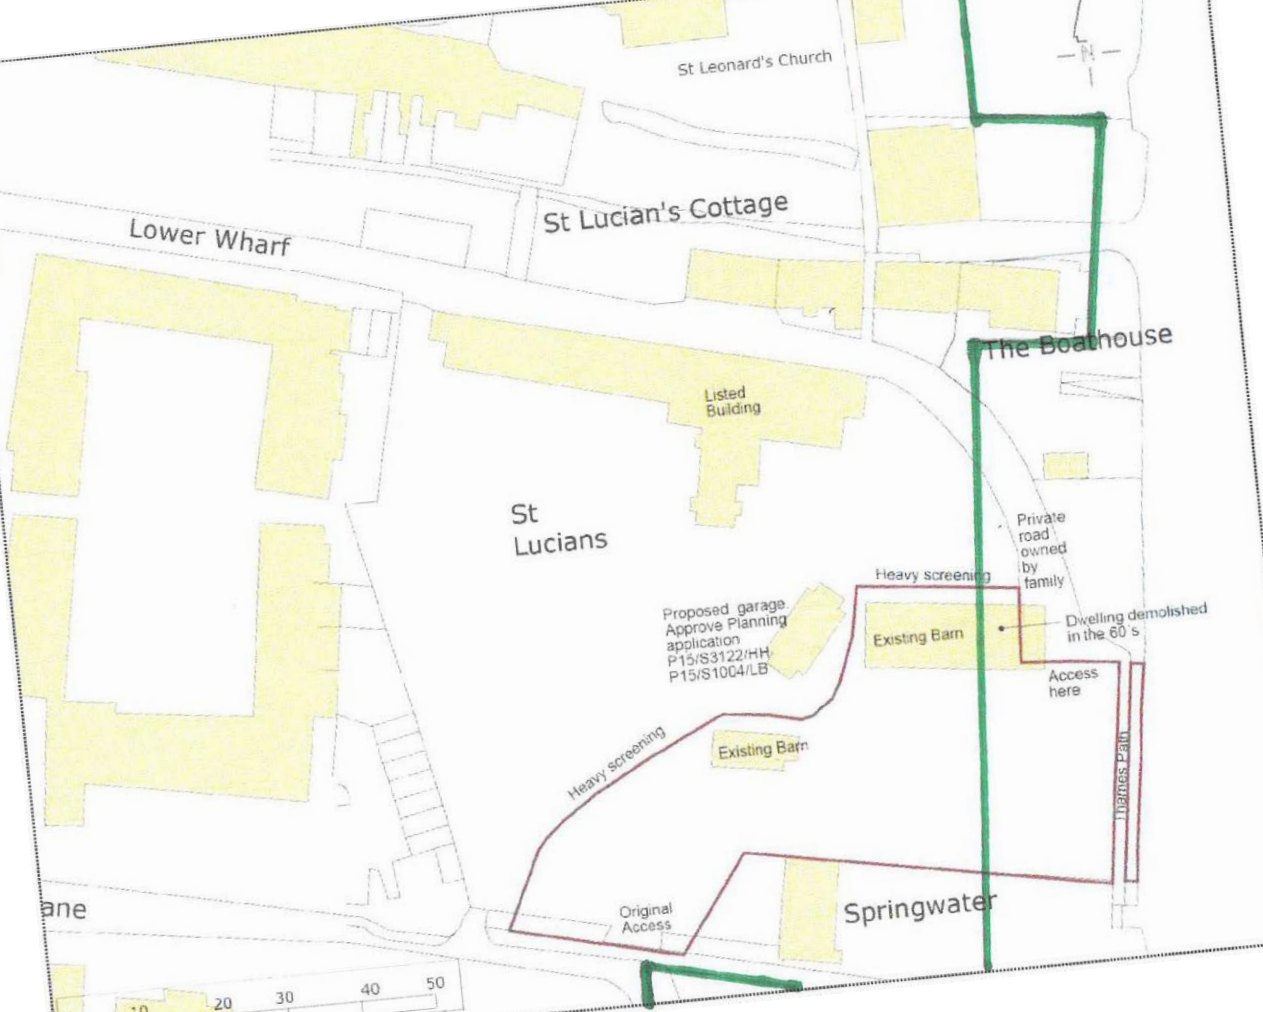 St Leonard's Church
N
St Lucian's Cottage
Lower Wharf
The Boathouse
Listed
Building
St
Lucians
Private
road
owned
by
family
Heavy screening
Proposed garage
Approve Planning
application
P15/S3122/HH
P15/S1004/LB
Existing Barn
Dwelling demolished
in the 60's
Access
here
Heavy screening
Existing Barn
Thames Path
ane
Original
Access
Springwater
10 20 30 40 50